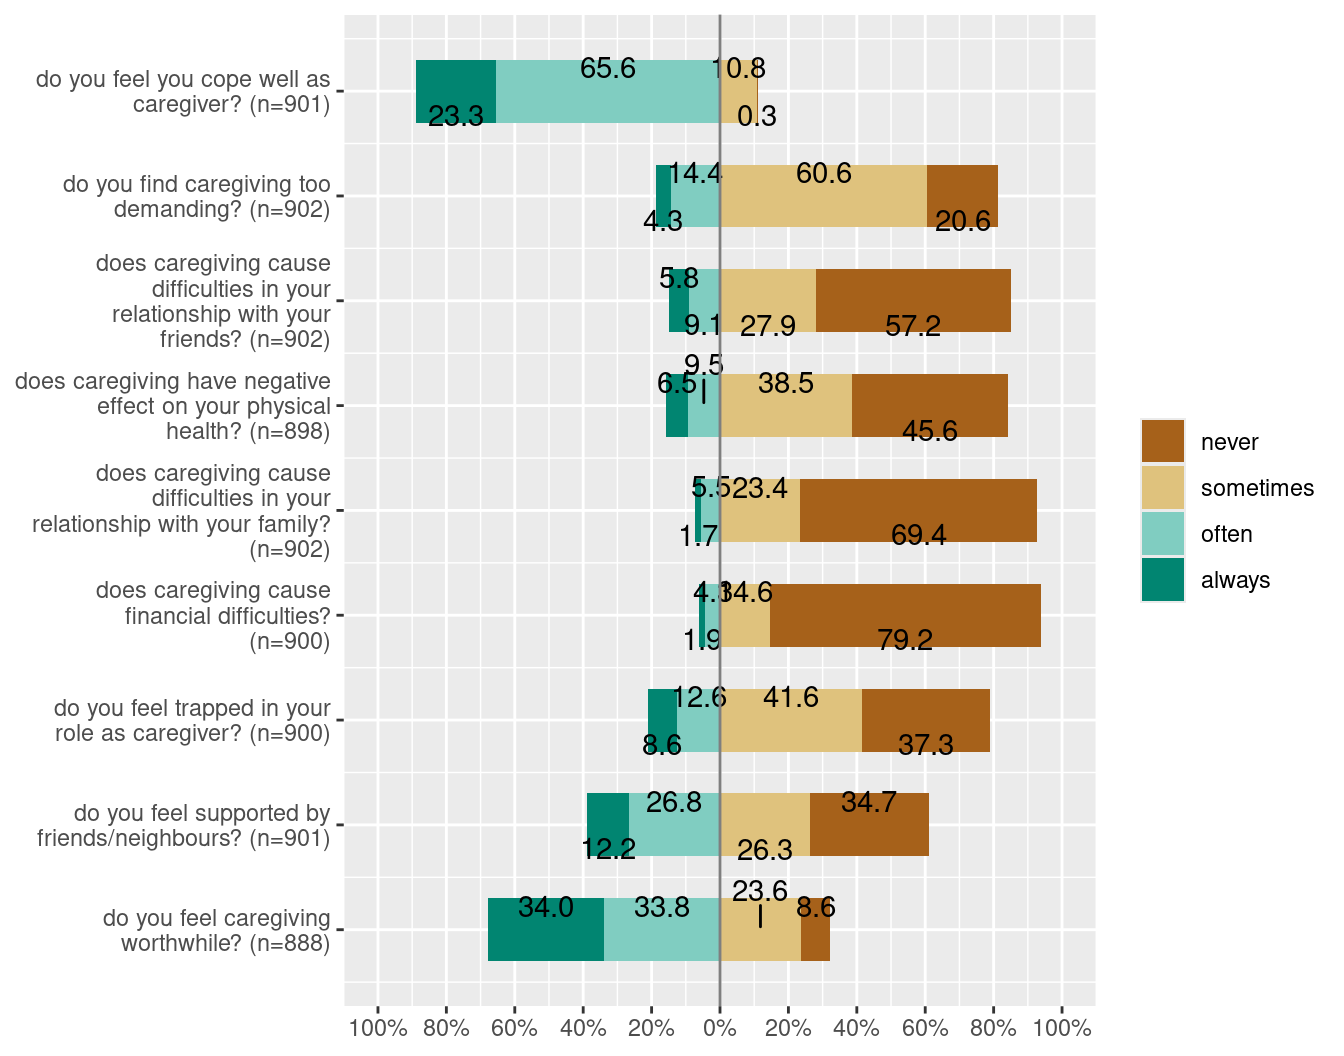 do you feel you cope well as
caregiver? (n=901)
65.6
10.8
23.3
0.3
do you find caregiving too
demanding? (n=902)
14.4
60.6
4.3
20.6
does caregiving cause
difficulties in your
relationship with your
friends? (n=902)
5.8
9.1
27.9
57.2
does caregiving have negative
effect on your physical
health? (n=898)
9.5
6.5
38.5
45.6
does caregiving cause
difficulties in your
relationship with your family?
(n=902)
5.5
23.4
1.7
69.4
does caregiving cause
financial difficulties?
(n=900)
14.6
1.9
79.2
do you feel trapped in your
role as caregiver? (n=900)
12.6
41.6
8.6
37.3
do you feel supported by
friends/neighbours? (n=901)
26.8
34.7
12.2
26.3
do you feel caregiving
worthwhile? (n=888)
23.6
34.0
33.8
8.6
100% 80% 60% 40% 20% 0% 20% 40% 60% 80% 100%
never
sometimes
often
always